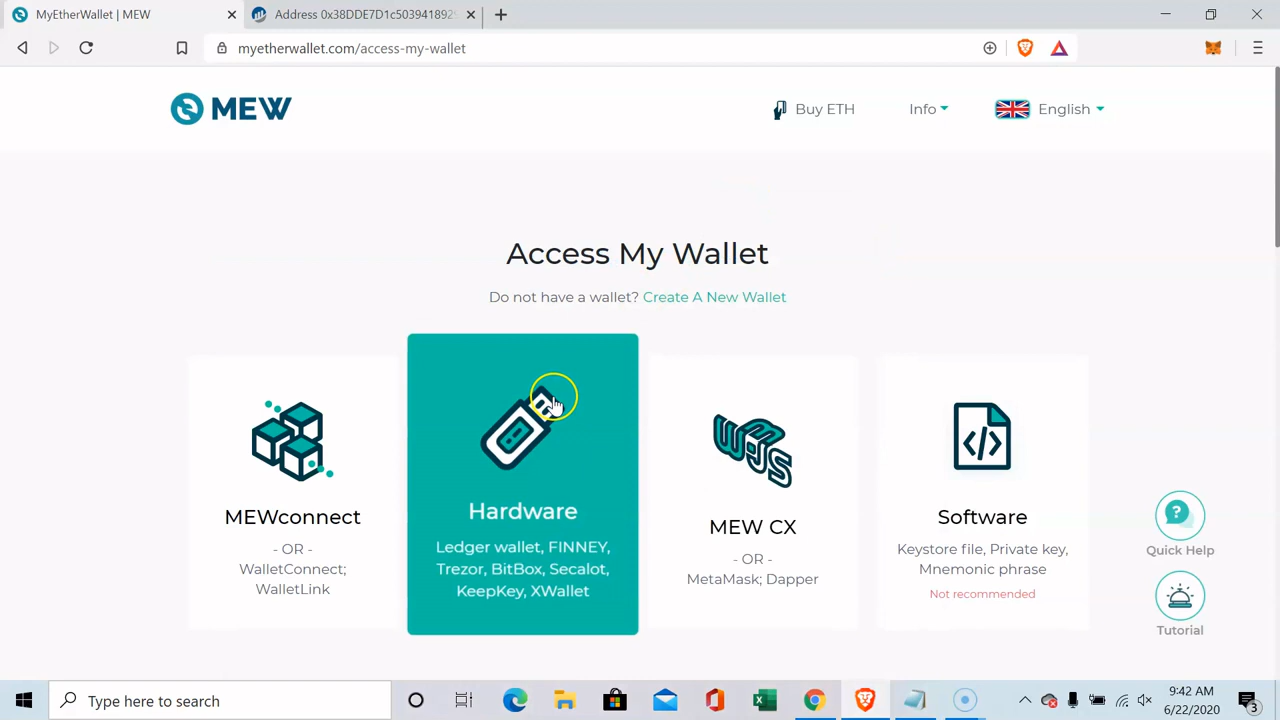 MyEtherWallet | MEW
Address 0x38DDE7D1c5039418925
myetherwallet.com/access-my-wallet
MEW
Buy ETH
Info
English
Access My Wallet
Do not have a wallet? Create A New Wallet
MEWconnect
- OR -
WalletConnect;
WalletLink
Hardware
Ledger wallet, FINNEY,
Trezor, BitBox, Secalot,
KeepKey, XWallet
MEW CX
- OR -
MetaMask; Dapper
Software
Keystore file, Private key,
Mnemonic phrase
Not recommended
Quick Help
Tutorial
Type here to search
9:42 AM
6/22/2020
3